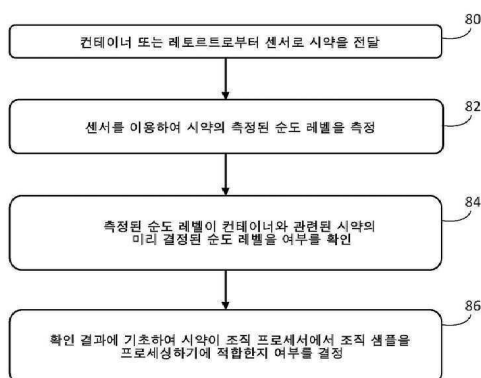 80
컨테이너 또는 레토르트로부터 센서로 시약을 전달
82
센서를 이용하여 시약의 측정된 순도 레벨을 측정
84
측정된 순도 레벨이 컨테이너와 관련된 시약의
미리 결정된 순도 레벨을 여부를 확인
86
확인 결과에 기초하여 시약이 조직 프로세서에서 조직 샘플을
프로세싱하기에 적합한지 여부를 결정